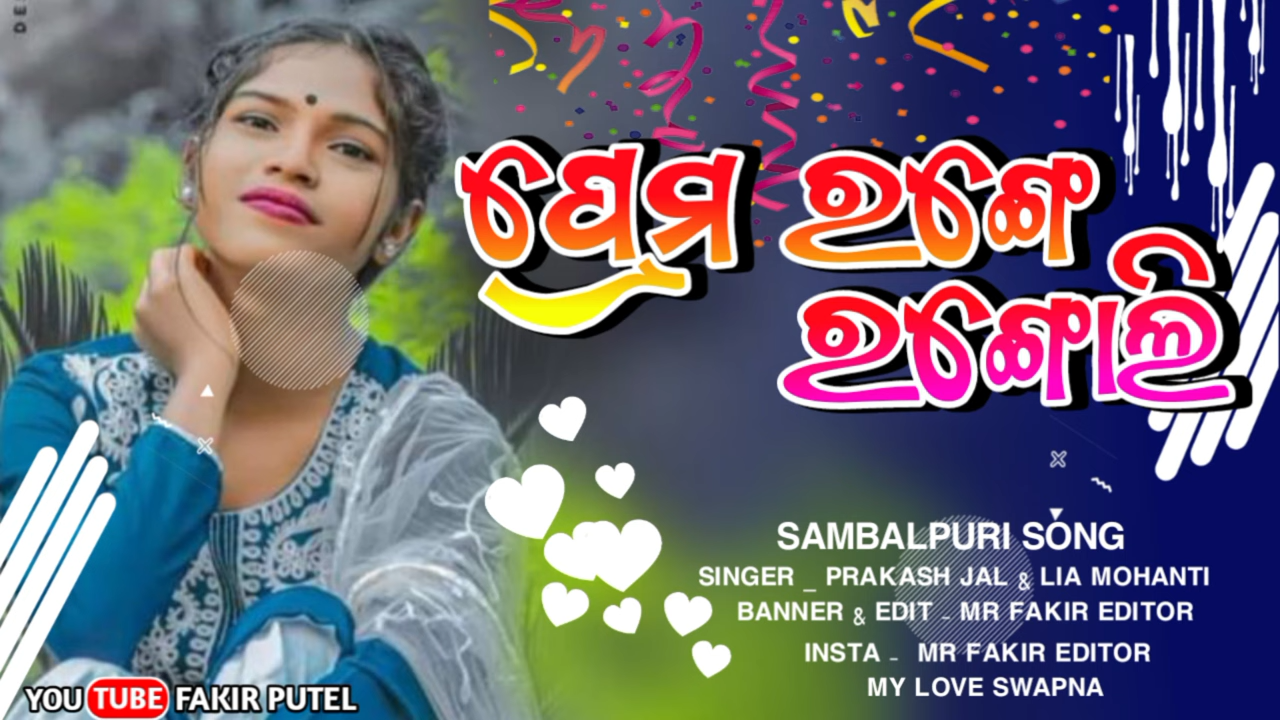 ପ୍ରେମ ରଙ୍ଗେ
ରଙ୍ଗୋଲି
SAMBALPURI SONG
SINGER _ PRAKASH JAL & LIA MOHANTI
BANNER & EDIT - MR FAKIR EDITOR
INSTA - MR FAKIR EDITOR
MY LOVE SWAPNA
YOU TUBE FAKIR PUTEL